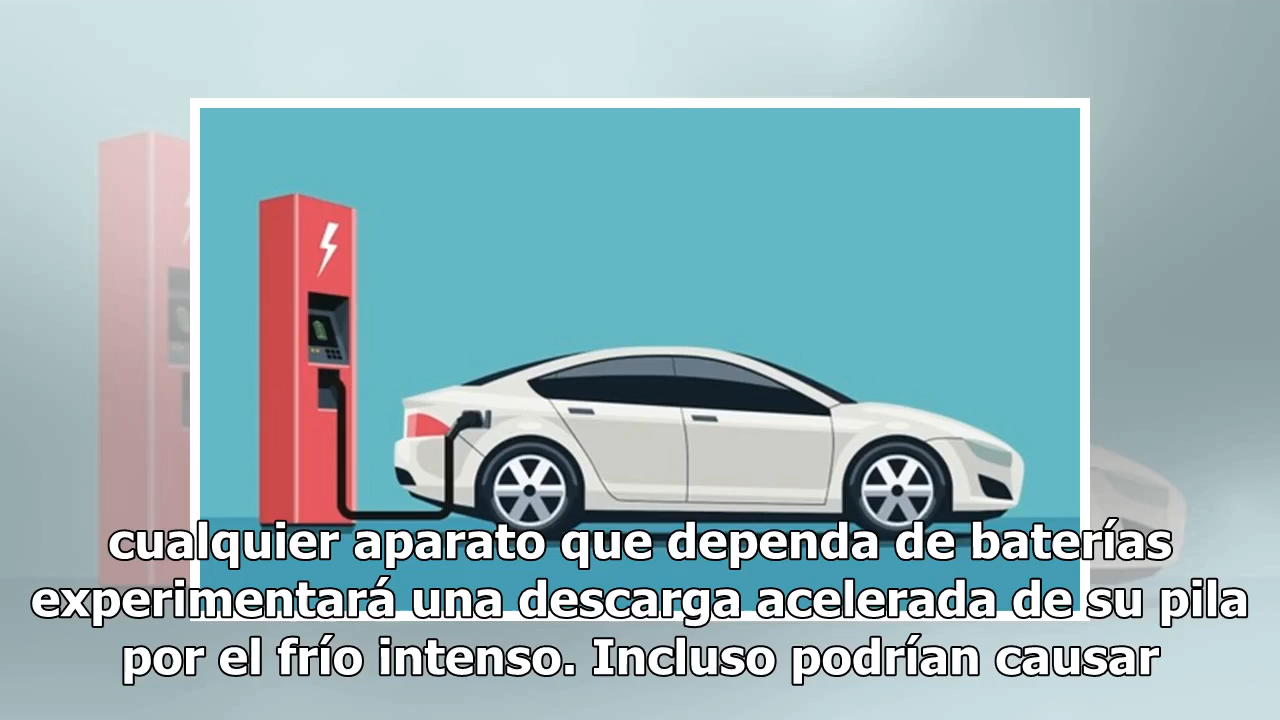 cualquier aparato que dependa de baterías
experimentará una descarga acelerada de su pila
por el frío intenso. Incluso podrían causar